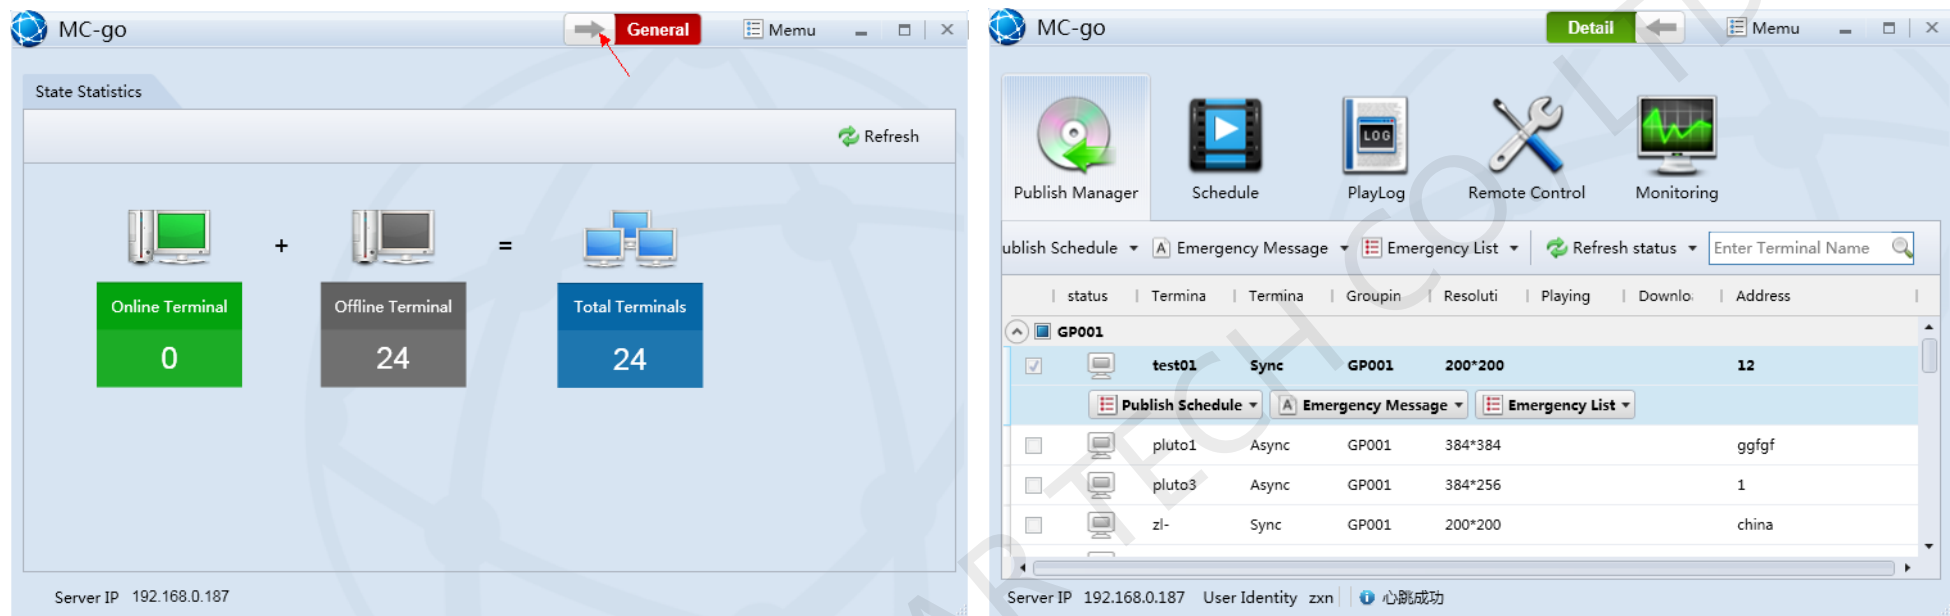 MC-go
General
Memu
State Statistics
Refresh
+
=
Online Terminal
Offline Terminal
Total Terminals
0
24
24
Server IP 192.168.0.187
MC-go
Detail
Memu
LOG
Publish Manager
Schedule
PlayLog
Remote Control
Monitoring
ublish Schedule
A Emergency Message
Emergency List
Refresh status
Enter Terminal Name
status Termina Termina Groupin Resoluti Playing Downlo Address
GP001
test01 Sync GP001 200*200 12
Publish Schedule A Emergency Message Emergency List
pluto1 Async GP001 384*384 ggfgf
pluto3 Async GP001 384*256 1
zl- Sync GP001 200*200 china
Server IP 192.168.0.187 User Identity zxn 心跳成功
AR TECH CO., LTD